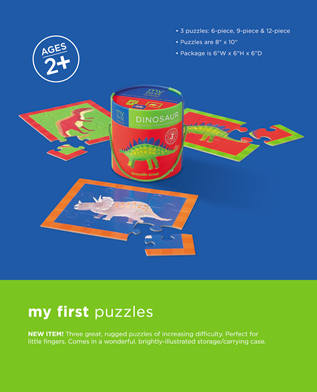 • 3 puzzles: 6-piece, 9-piece & 12-piece
• Puzzles are 8" x 10"
• Package is 6"W x 6"H x 6"D
AGES
2+
DINOSAUR
my first puzzles
NEW ITEM! Three great, rugged puzzles of increasing difficulty. Perfect for
little fingers. Comes in a wonderful, brightly-illustrated storage/carrying case.